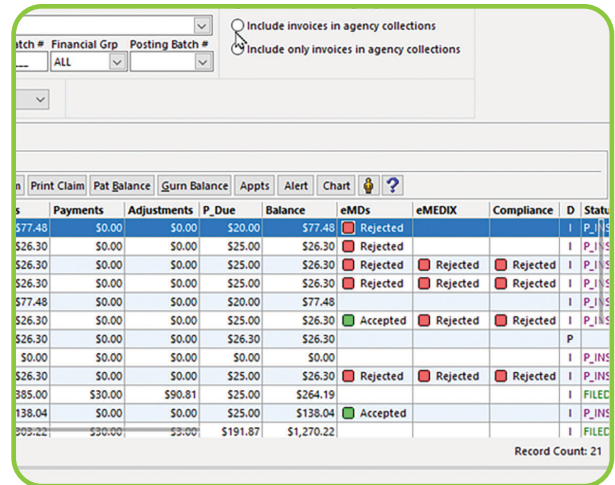 Include invoices in agency collections
Financial Grp Posting Batch #
ALL
Include only invoices in agency collections
Print Claim Pat Balance Gurn Balance Appts Alert Chart ?
Payments Adjustments P_Due Balance eMDs eMEDIX Compliance D
$77.48 $0.00 $0.00 $20.00 $77.48 Rejected I
$26.30 $0.00 $0.00 $25.00 $26.30 Rejected I
$26.30 $0.00 $0.00 $25.00 $26.30 Rejected Rejected Rejected I
$26.30 $0.00 $0.00 $25.00 $26.30 Rejected Rejected Rejected I
$77.48 $0.00 $0.00 $20.00 $77.48 I
$26.30 $0.00 $0.00 $25.00 $26.30 Accepted Rejected Rejected I
$26.30 $0.00 $0.00 $26.30 $26.30 P
$0.00 $0.00 $0.00 $0.00 $0.00 I P_INS
$26.30 $0.00 $0.00 $25.00 $26.30 Rejected Rejected Rejected I P_INS
385.00 $30.00 $90.81 $25.00 $264.19 I FILED
138.04 $0.00 $0.00 $25.00 $138.04 Accepted I P_INS
303.22 $30.00 $3.00 $191.87 $1,270.22 I FILED
Record Count: 21